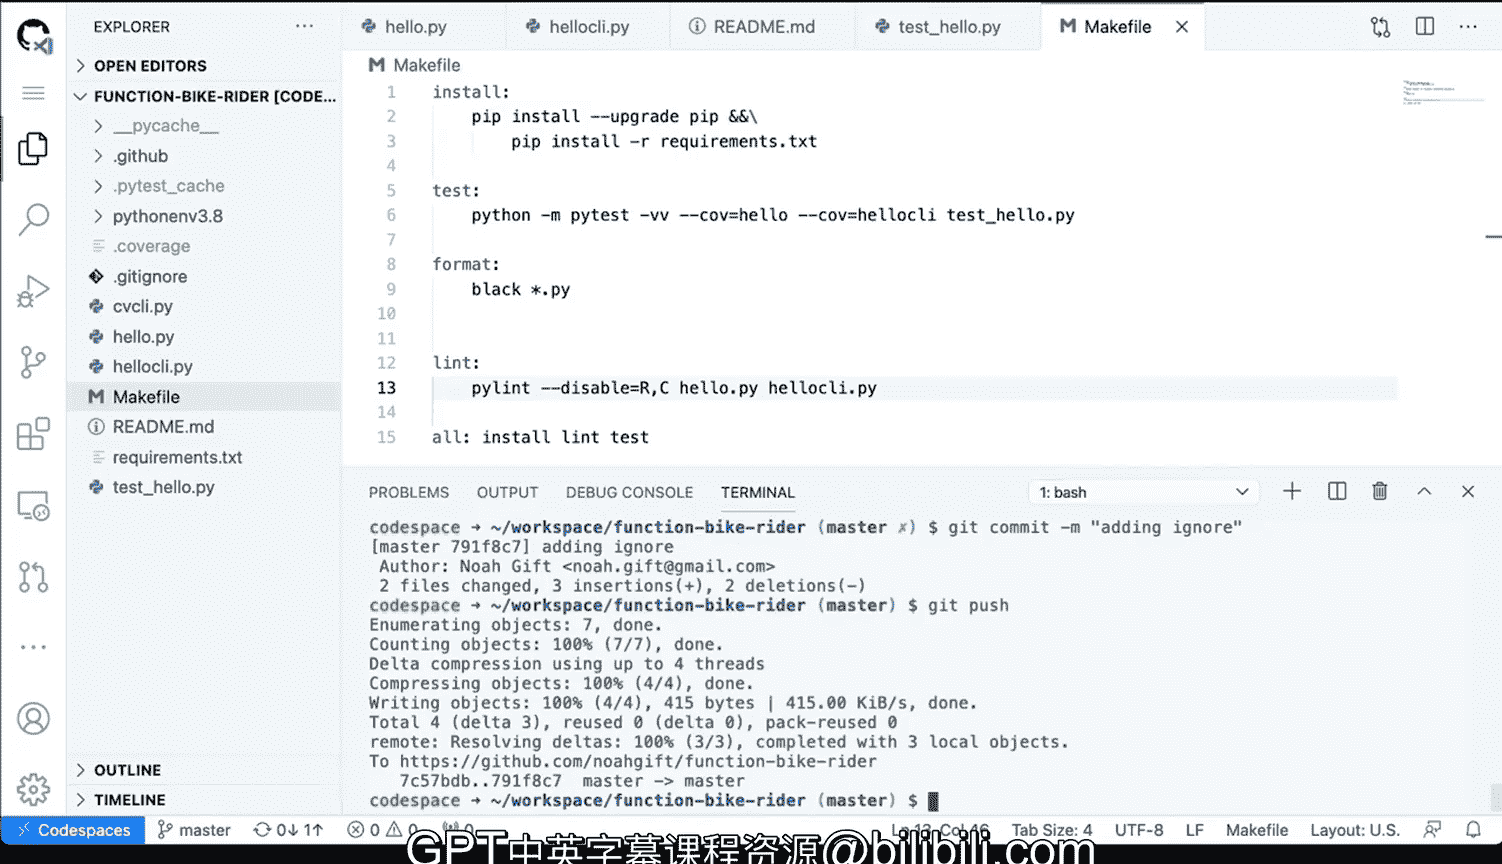 EXPLORER
hello.py
hellocli.py
README.md
test_hello.py
Makefile
OPEN EDITORS
FUNCTION-BIKE-RIDER [CODE...
__pycache__
.github
.pytest_cache
pythonenv3.8
.coverage
.gitignore
cvcli.py
hello.py
hellocli.py
Makefile
README.md
requirements.txt
test_hello.py
OUTLINE
TIMELINE
Makefile
1 install:
2 pip install --upgrade pip &&\
3 pip install -r requirements.txt
4
5 test:
6 python -m pytest -vv --cov=hello --cov=hellocli test_hello.py
7
8 format:
9 black *.py
10
11
12 lint:
13 pylint --disable=R,C hello.py hellocli.py
14
15 all: install lint test
PROBLEMS OUTPUT DEBUG CONSOLE TERMINAL 1: bash
codespace → ~/workspace/function-bike-rider (master ✗) $ git commit -m "adding ignore"
[master 791f8c7] adding ignore
Author: Noah Gift <noah.gift@gmail.com>
2 files changed, 3 insertions(+), 2 deletions(-)
codespace → ~/workspace/function-bike-rider (master) $ git push
Enumerating objects: 7, done.
Counting objects: 100% (7/7), done.
Delta compression using up to 4 threads
Compressing objects: 100% (4/4), done.
Writing objects: 100% (4/4), 415 bytes | 415.00 KiB/s, done.
Total 4 (delta 3), reused 0 (delta 0), pack-reused 0
remote: Resolving deltas: 100% (3/3), completed with 3 local objects.
To https://github.com/noahgift/function-bike-rider
7c57bdb..791f8c7 master -> master
codespace → ~/workspace/function-bike-rider (master) $
Codespaces master 0↓ 1↑ 0 0 0 Ln 13, Col 46 Tab Size: 4 UTF-8 LF Makefile Layout: U.S.
GPT中英字幕课程资源@bilibili.com